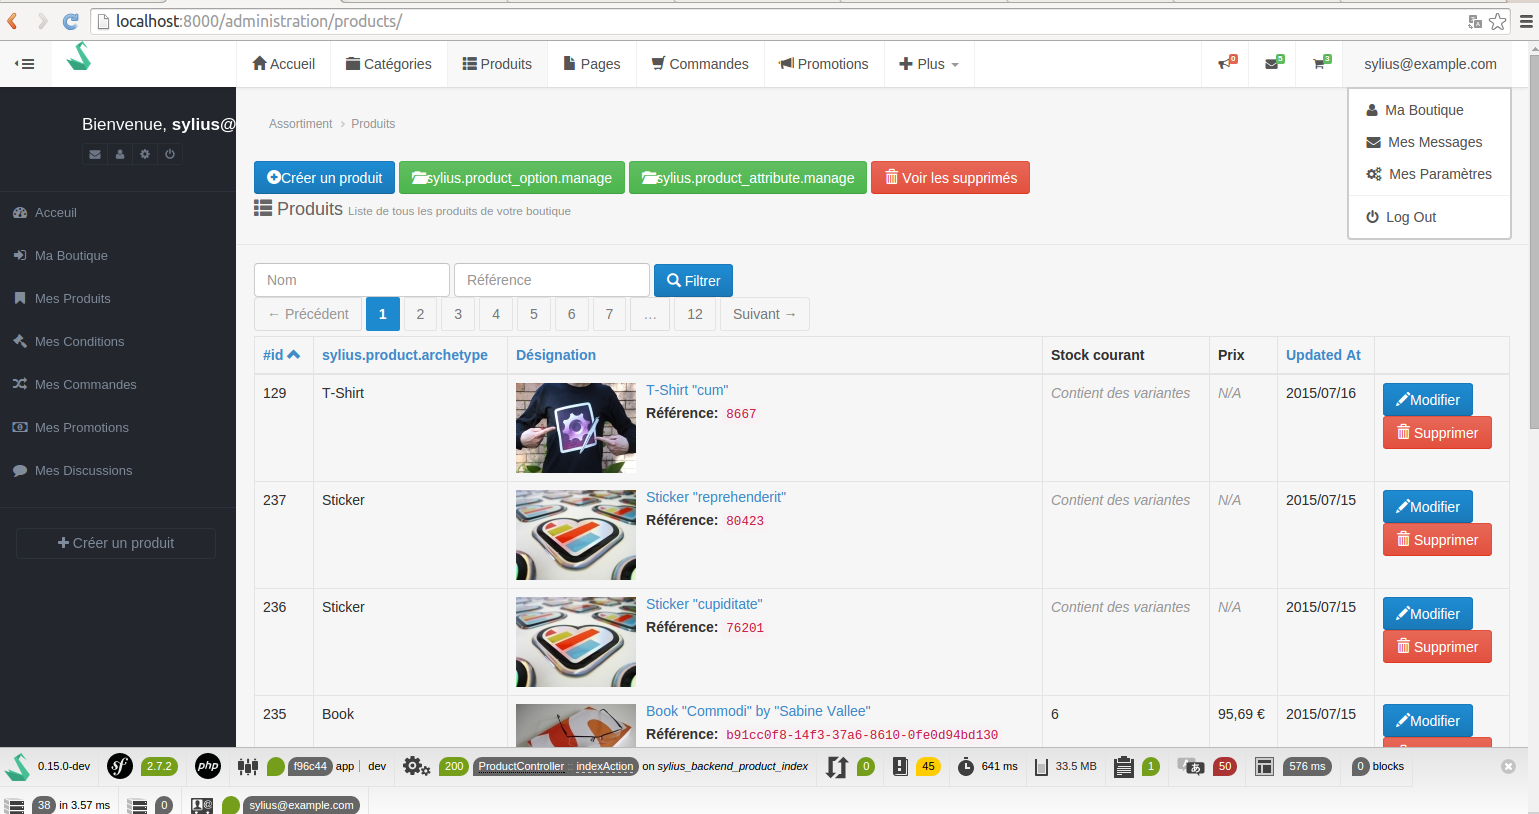 localhost:8000/administration/products/
Accueil Catégories Produits Pages Commandes Promotions Plus 0 5 3 sylius@example.com
Ma Boutique
Mes Messages
Mes Paramètres
Log Out
Bienvenue, sylius@
Acceuil
Ma Boutique
Mes Produits
Mes Conditions
Mes Commandes
Mes Promotions
Mes Discussions
Créer un produit
Assortiment › Produits
Créer un produit sylius.product_option.manage sylius.product_attribute.manage Voir les supprimés
Produits Liste de tous les produits de votre boutique
Nom Référence Filtrer
← Précédent 1 2 3 4 5 6 7 … 12 Suivant →
#id sylius.product.archetype Désignation Stock courant Prix Updated At
129 T-Shirt T-Shirt "cum" Contient des variantes N/A 2015/07/16 Modifier
Référence: 8667
Supprimer
237 Sticker Sticker "reprehenderit" Contient des variantes N/A 2015/07/15 Modifier
Référence: 80423
Supprimer
236 Sticker Sticker "cupiditate" Contient des variantes N/A 2015/07/15 Modifier
Référence: 76201
Supprimer
235 Book Book "Commodi" by "Sabine Vallee" 6 95,69 € 2015/07/15 Modifier
Référence: b91cc0f8-14f3-37a6-8610-0fe0d94bd130
0.15.0-dev sf 2.7.2 php f96c44 app | dev 200 ProductController :: indexAction on sylius_backend_product_index 0 45 641 ms 33.5 MB 1 50 576 ms 0 blocks
38 in 3.57 ms 0 sylius@example.com